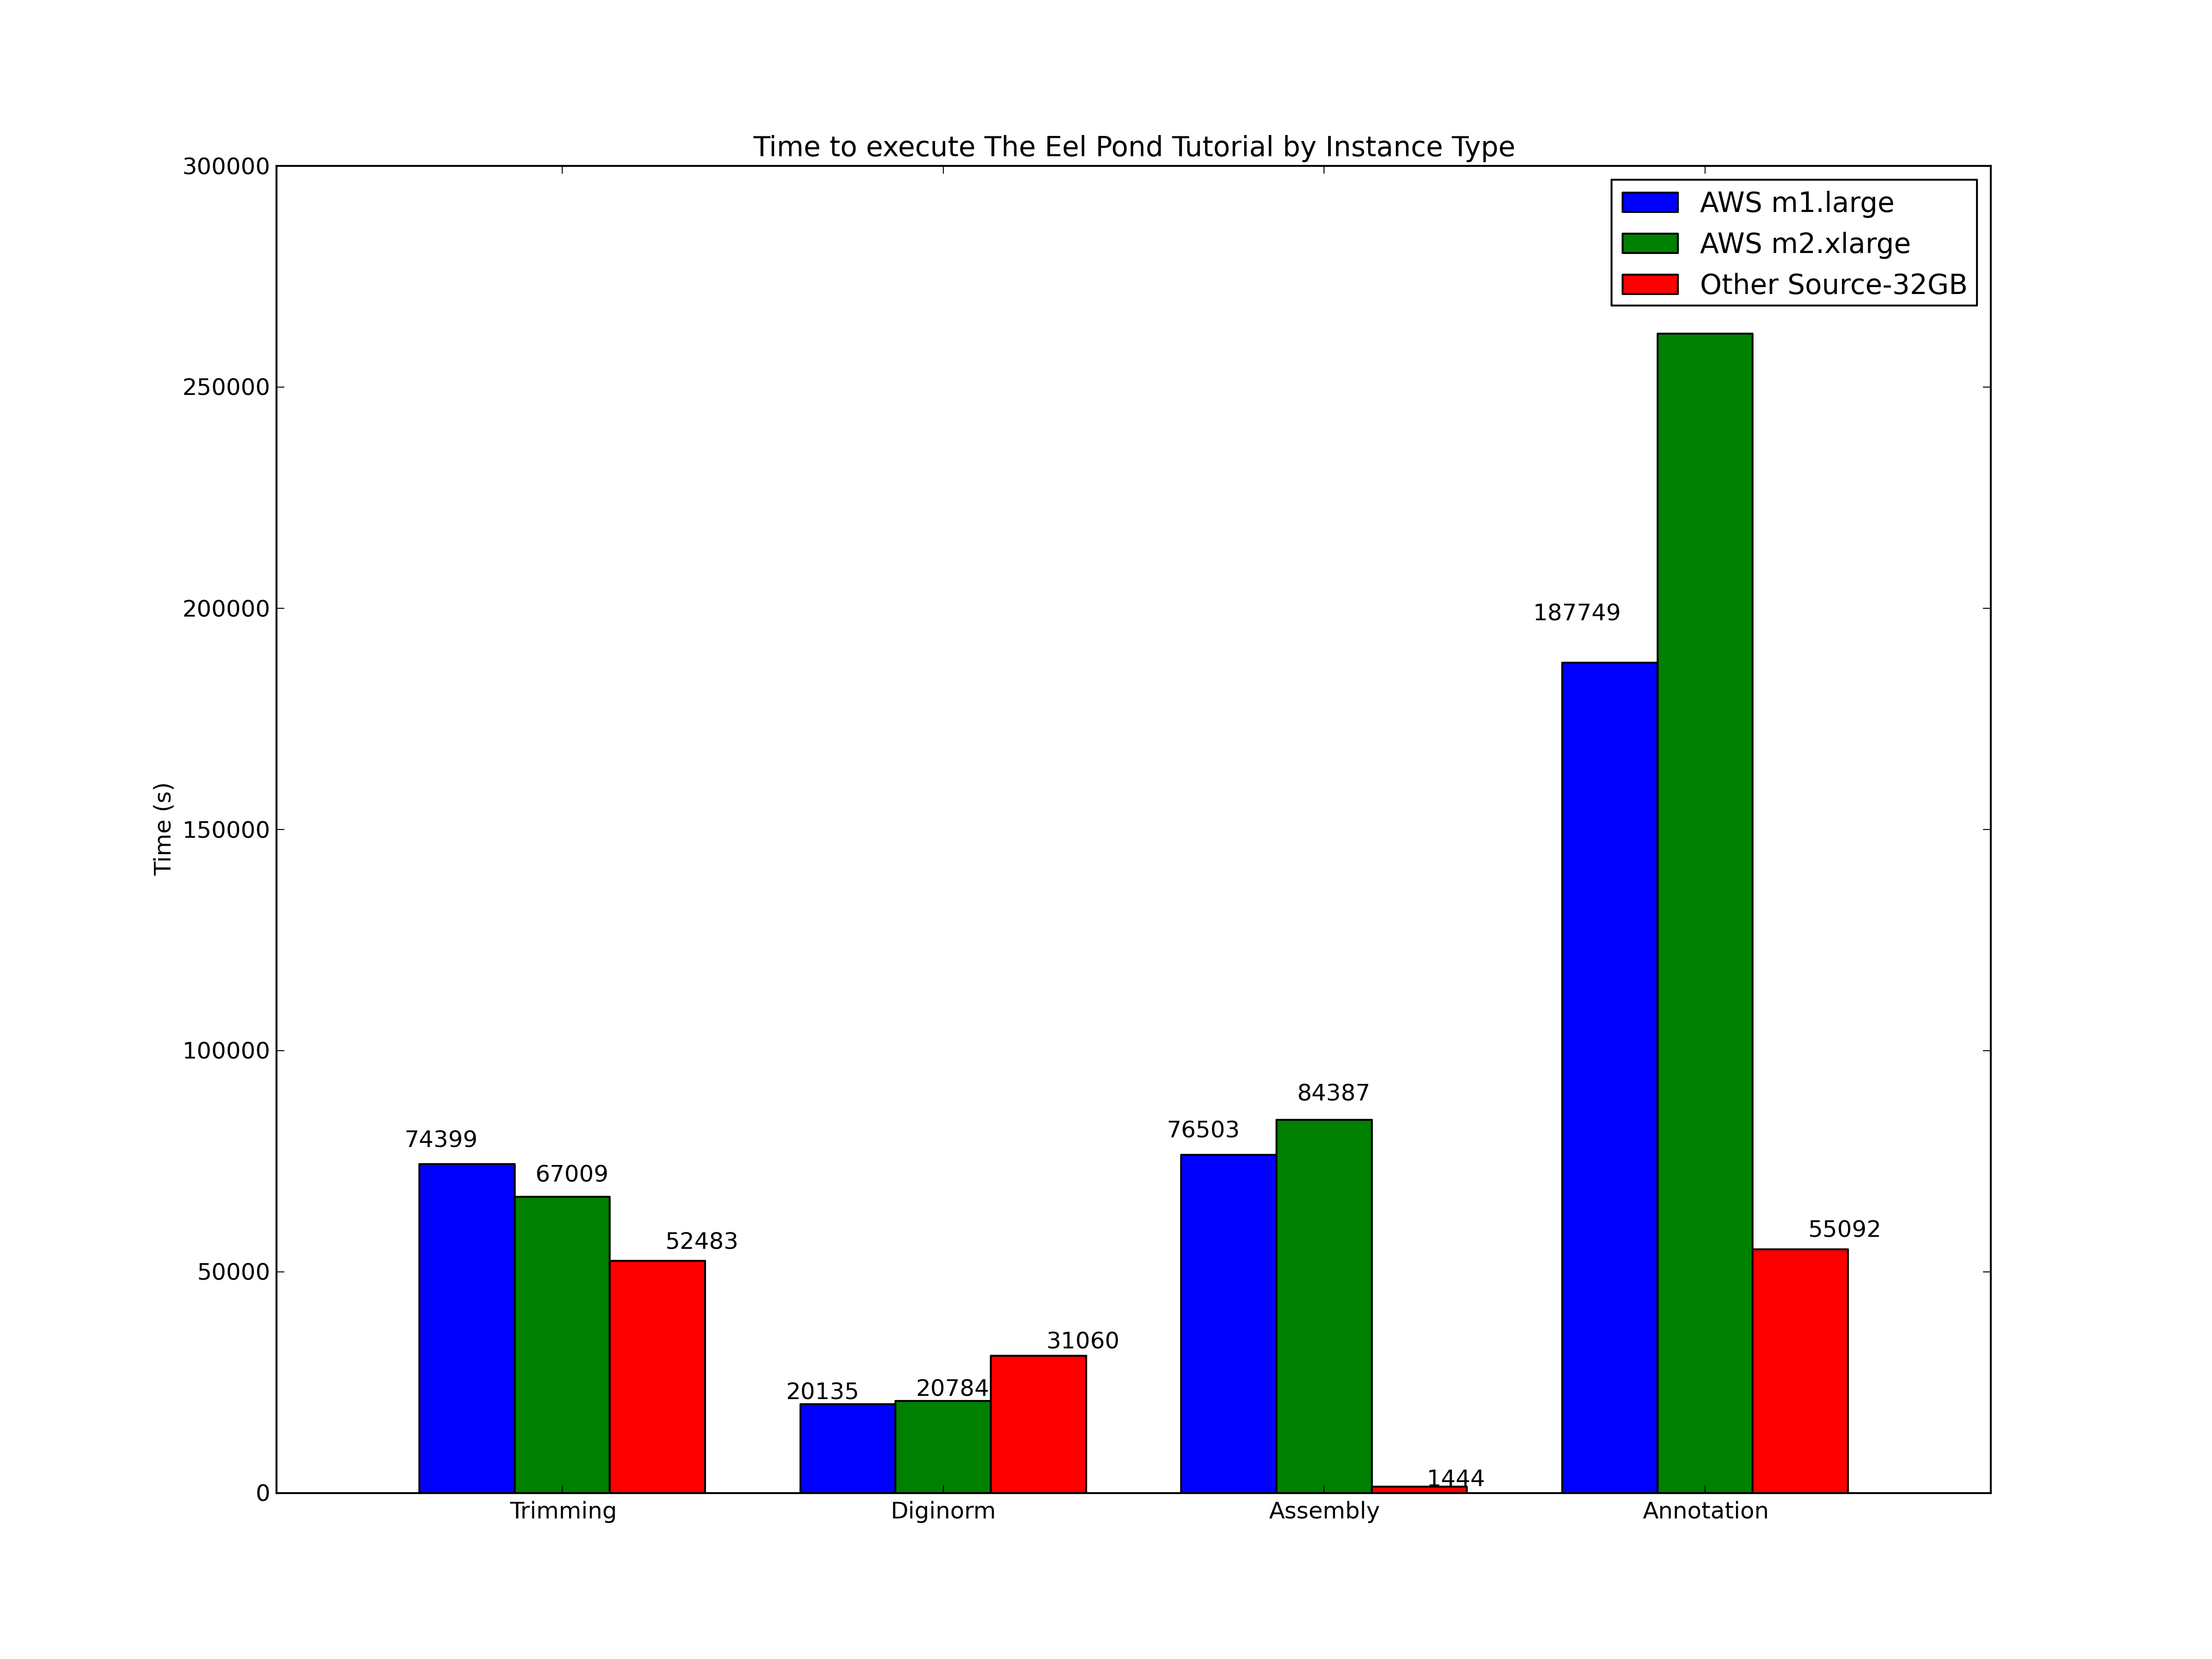 Time to execute The Eel Pond Tutorial by Instance Type
300000
250000
200000
150000
100000
50000
0
Time (s)
AWS m1.large
AWS m2.xlarge
Other Source-32GB
74399
67009
52483
20135
20784
31060
76503
84387
1444
187749
55092
Trimming
Diginorm
Assembly
Annotation